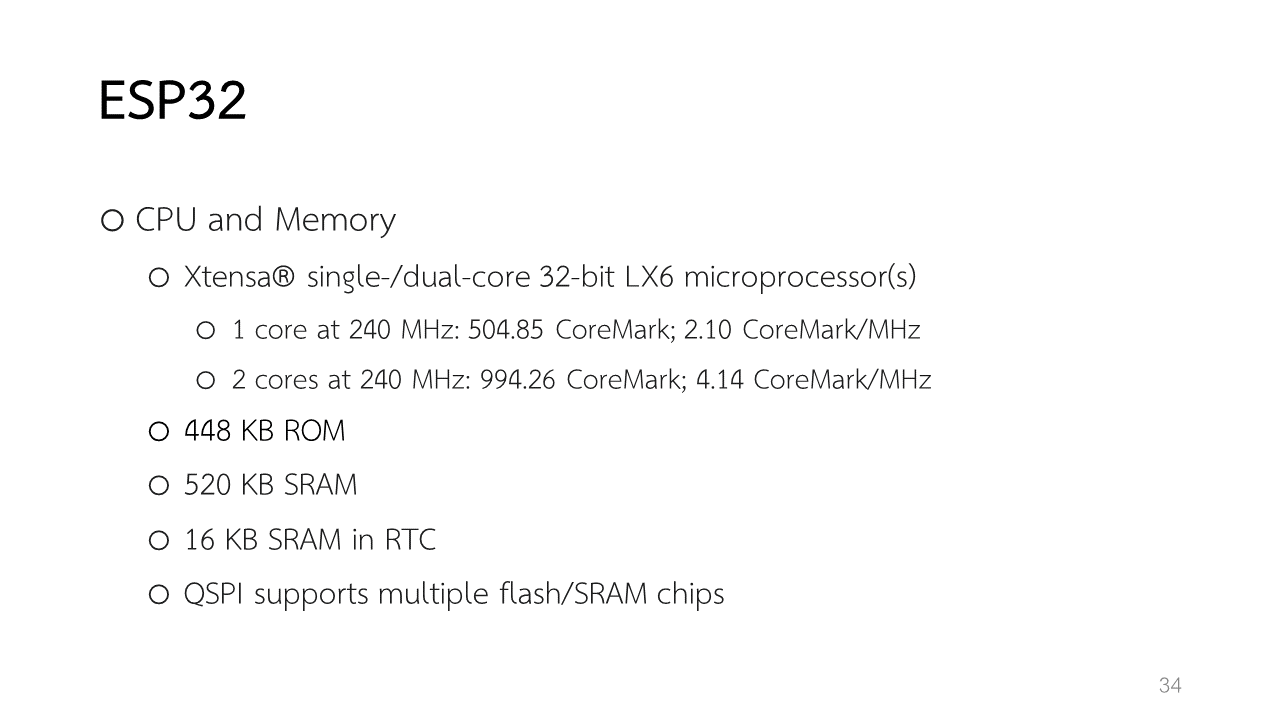 ESP32
CPU and Memory
Xtensa® single-/dual-core 32-bit LX6 microprocessor(s)
1 core at 240 MHz: 504.85 CoreMark; 2.10 CoreMark/MHz
2 cores at 240 MHz: 994.26 CoreMark; 4.14 CoreMark/MHz
448 KB ROM
520 KB SRAM
16 KB SRAM in RTC
QSPI supports multiple flash/SRAM chips
34